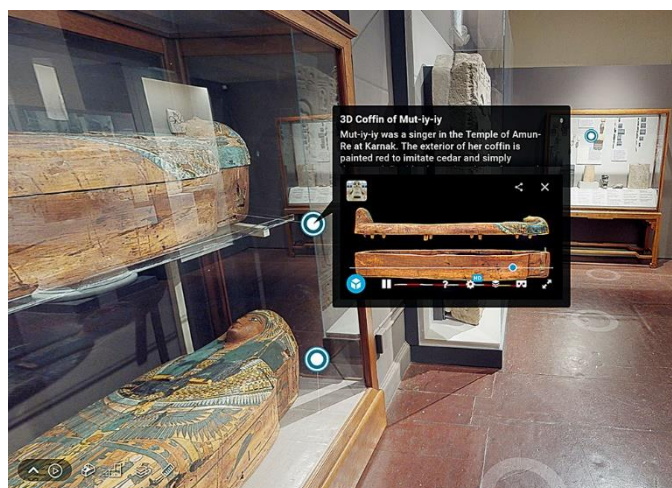 3D Coffin of Mut-iy-iy
Mut-iy-iy was a singer in the Temple of Amun-
Re at Karnak. The exterior of her coffin is
painted red to imitate cedar and simply
?
HD